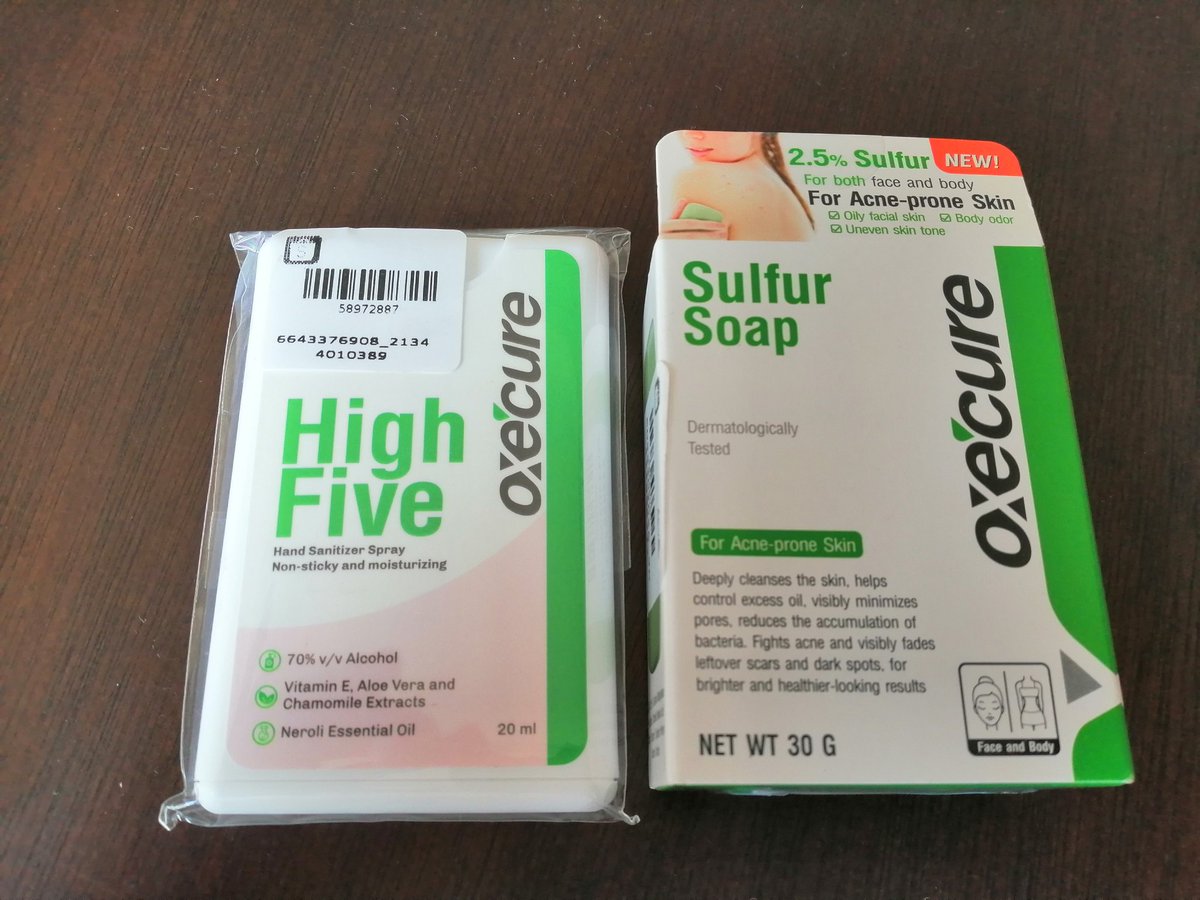 58972887
6643376908_2134
4010389
High
Five
Hand Sanitizer Spray
Non-sticky and moisturizing
70% v/v Alcohol
Vitamin E, Aloe Vera and
Chamomile Extracts
Neroli Essential Oil
20 ml
oxécure
2.5% Sulfur
NEW!
For both face and body
For Acne-prone Skin
Oily facial skin
Body odor
Uneven skin tone
Sulfur
Soap
oxécure
Dermatologically
Tested
For Acne-prone Skin
Deeply cleanses the skin, helps
control excess oil, visibly minimizes
pores, reduces the accumulation of
bacteria. Fights acne and visibly fades
leftover scars and dark spots, for
brighter and healthier-looking results
NET WT 30 G
Face and Body